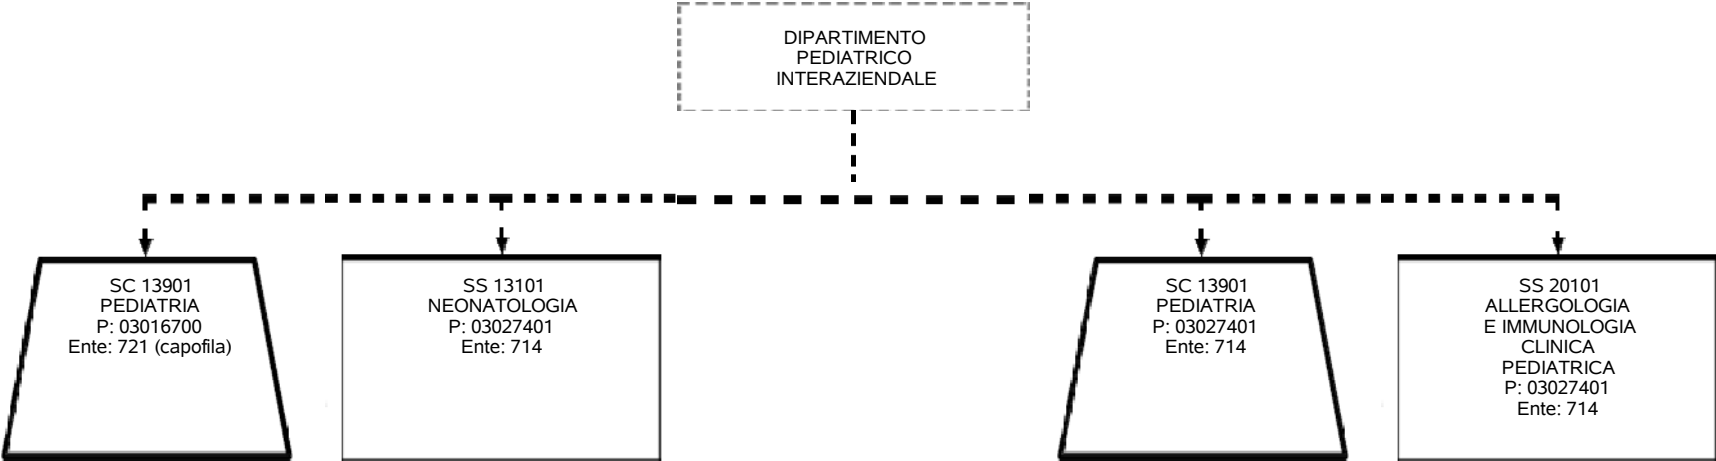 DIPARTIMENTO
PEDIATRICO
INTERAZIENDALE
SC 13901
PEDIATRIA
P: 03016700
Ente: 721 (capofila)
SS 13101
NEONATOLOGIA
P: 03027401
Ente: 714
SC 13901
PEDIATRIA
P: 03027401
Ente: 714
SS 20101
ALLERGOLOGIA
E IMMUNOLOGIA
CLINICA
PEDIATRICA
P: 03027401
Ente: 714